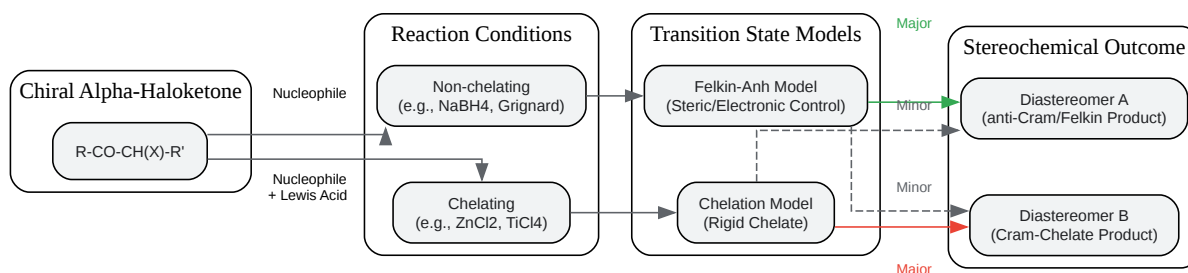 Chiral Alpha-Haloketone
R-CO-CH(X)-R'
Nucleophile
Nucleophile
+ Lewis Acid
Reaction Conditions
Non-chelating
(e.g., NaBH4, Grignard)
Chelating
(e.g., ZnCl2, TiCl4)
Transition State Models
Felkin-Anh Model
(Steric/Electronic Control)
Chelation Model
(Rigid Chelate)
Major
Minor
Minor
Major
Stereochemical Outcome
Diastereomer A
(anti-Cram/Felkin Product)
Diastereomer B
(Cram-Chelate Product)